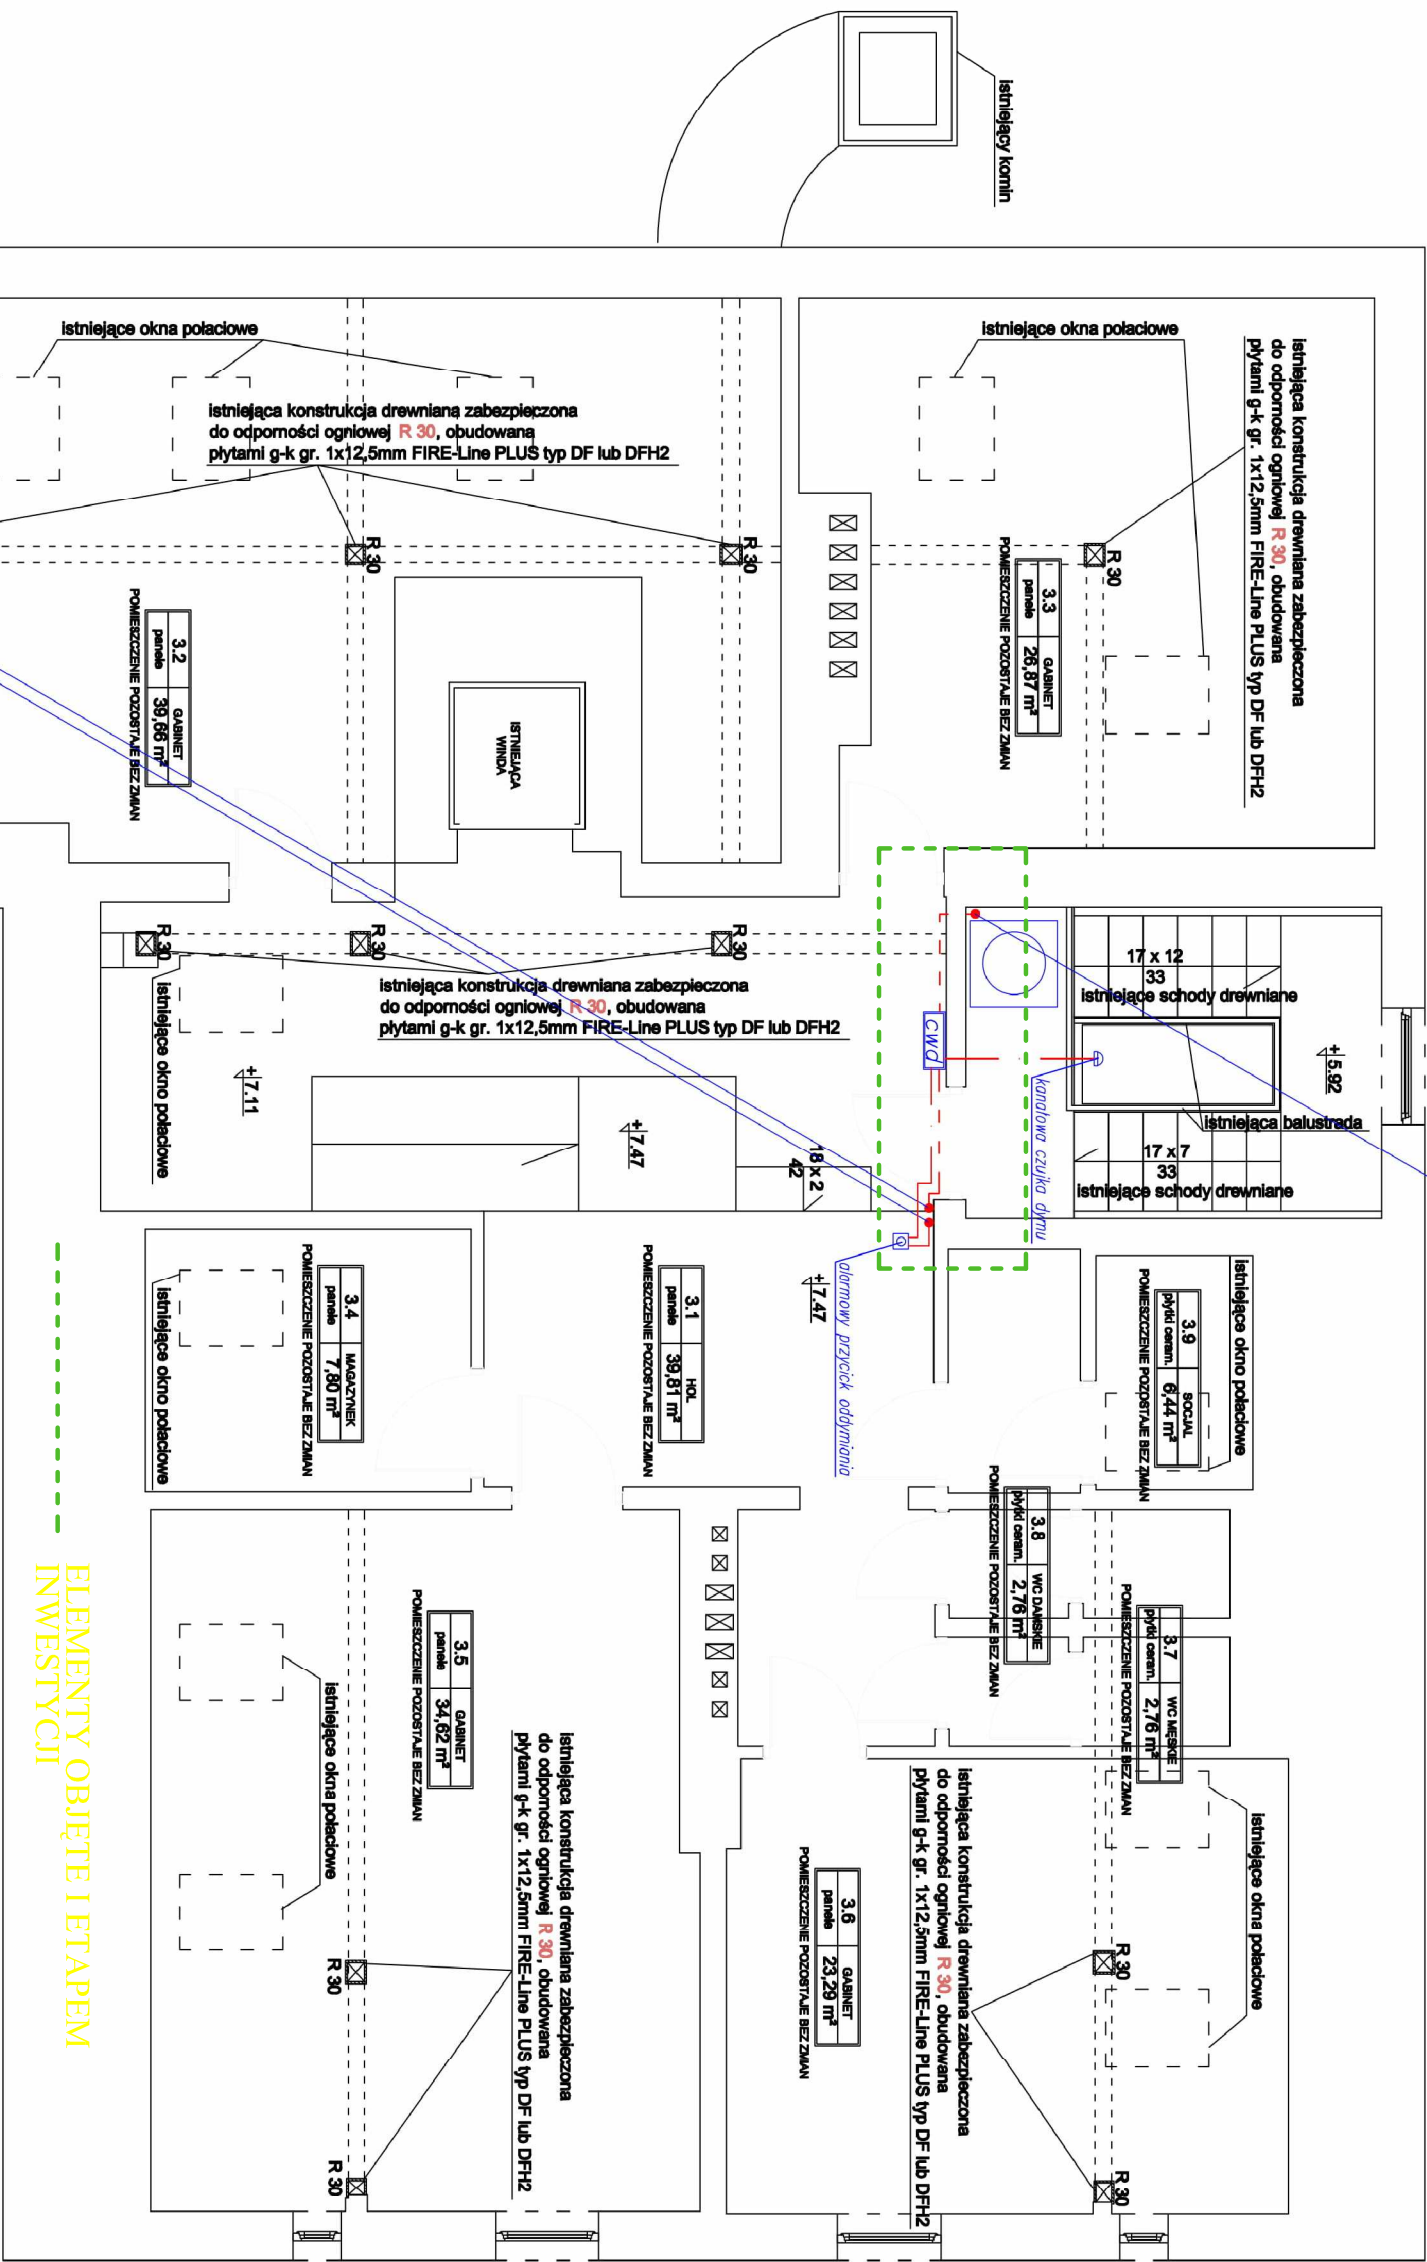 istniejący komin
istniejące okna połaciowe
istniejąca konstrukcja drewniana zabezpieczona
do odporności ogniowej R 30, obudowana
płytami g-k gr. 1x12,5mm FIRE-Line PLUS typ DF lub DFH2
R 30
R 30
3.2 GABINET
panele 39,66 m²
POMIESZCZENIE POZOSTAJE BEZ ZMIAN
ISTNIEJĄCA
WINDA
istniejące okna połaciowe
istniejąca konstrukcja drewniana zabezpieczona
do odporności ogniowej R 30, obudowana
płytami g-k gr. 1x12,5mm FIRE-Line PLUS typ DF lub DFH2
R 30
3.3 GABINET
panele 26,87 m²
POMIESZCZENIE POZOSTAJE BEZ ZMIAN
R 30
R 30
R 30
istniejąca konstrukcja drewniana zabezpieczona
do odporności ogniowej R 30, obudowana
płytami g-k gr. 1x12,5mm FIRE-Line PLUS typ DF lub DFH2
istniejące okno połaciowe
+7.11
+7.47
18 x 2
42
CWD
kanałowa czujka dymu
17 x 12
33
istniejące schody drewniane
+5.92
istniejąca balustrada
17 x 7
33
istniejące schody drewniane
+7.47
alarmowy przycick oddymiania
istniejące okno połaciowe
3.4 MAGAZYNEK
panele 7,80 m²
POMIESZCZENIE POZOSTAJE BEZ ZMIAN
3.1 HOL
panele 39,81 m²
POMIESZCZENIE POZOSTAJE BEZ ZMIAN
istniejące okno połaciowe
3.9 SOCJAL
płytki ceram. 6,44 m²
POMIESZCZENIE POZOSTAJE BEZ ZMIAN
3.8 WC DAMSKIE
płytki ceram. 2,76 m²
POMIESZCZENIE POZOSTAJE BEZ ZMIAN
3.7 WC MĘSKIE
płytki ceram. 2,76 m²
POMIESZCZENIE POZOSTAJE BEZ ZMIAN
3.5 GABINET
panele 34,62 m²
POMIESZCZENIE POZOSTAJE BEZ ZMIAN
istniejące okna połaciowe
istniejąca konstrukcja drewniana zabezpieczona
do odporności ogniowej R 30, obudowana
płytami g-k gr. 1x12,5mm FIRE-Line PLUS typ DF lub DFH2
R 30
R 30
3.6 GABINET
panele 23,29 m²
POMIESZCZENIE POZOSTAJE BEZ ZMIAN
istniejące okna połaciowe
istniejąca konstrukcja drewniana zabezpieczona
do odporności ogniowej R 30, obudowana
płytami g-k gr. 1x12,5mm FIRE-Line PLUS typ DF lub DFH2
R 30
R 30
ELEMENTY OBJĘTE I ETAPEM
INWESTYCJI